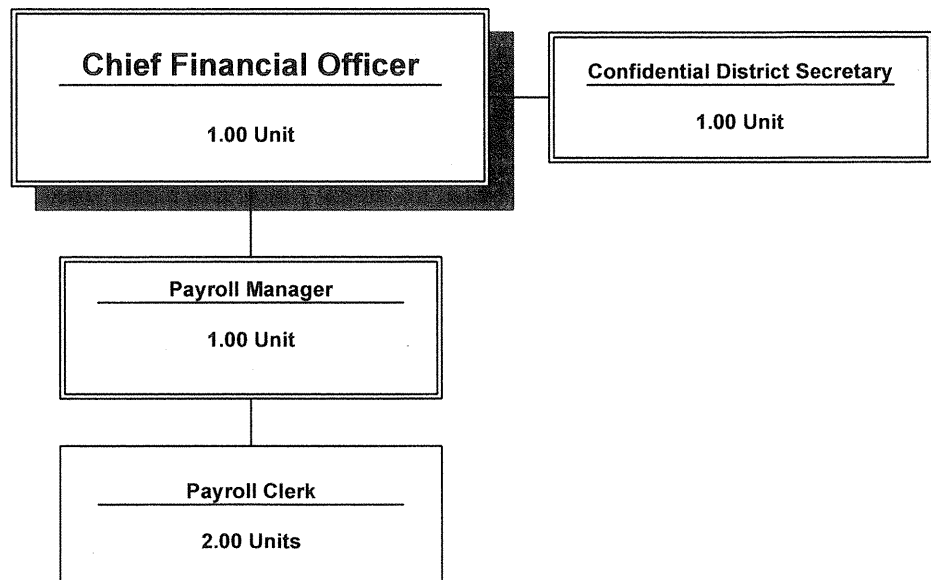 Chief Financial Officer
1.00 Unit
Confidential District Secretary
1.00 Unit
Payroll Manager
1.00 Unit
Payroll Clerk
2.00 Units